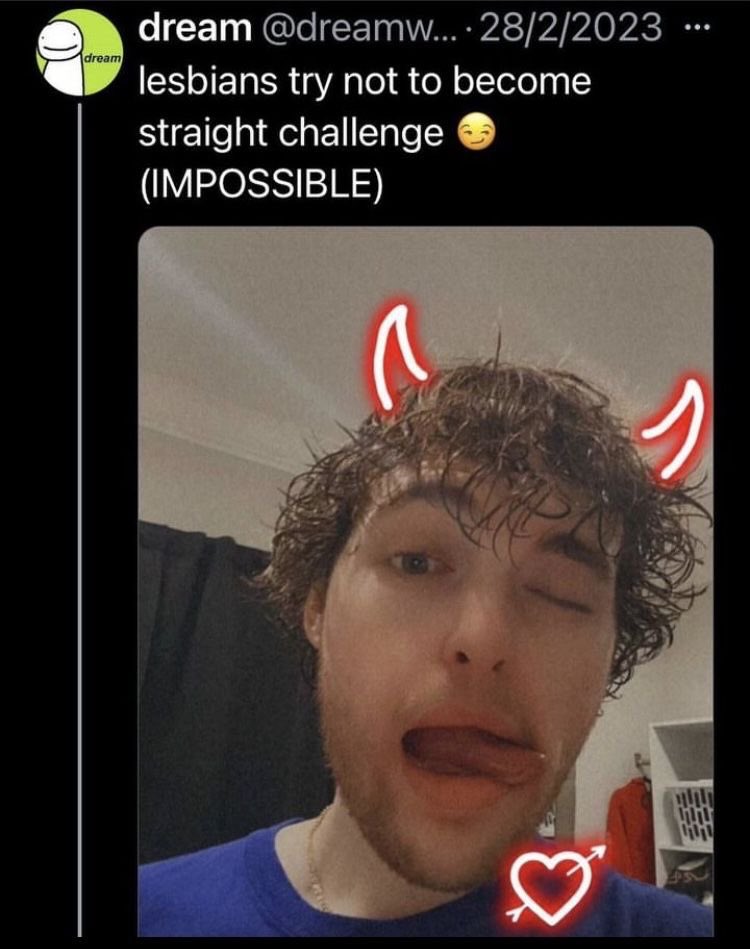 dream
dream @dreamw... · 28/2/2023 ...
lesbians try not to become
straight challenge 😏
(IMPOSSIBLE)